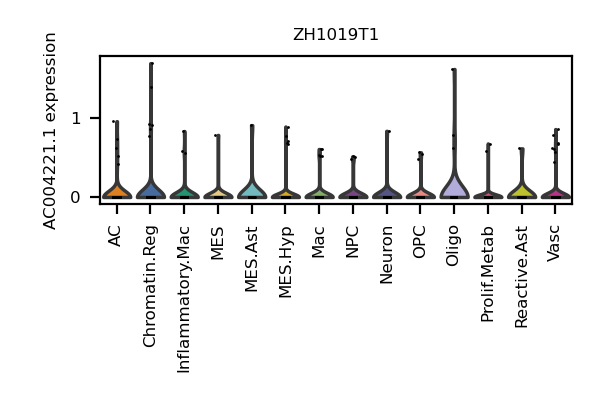 ZH1019T1
AC004221.1 expression
1
0
AC
Chromatin.Reg
Inflammatory.Mac
MES
MES.Ast
MES.Hyp
Mac
NPC
Neuron
OPC
Oligo
Prolif.Metab
Reactive.Ast
Vasc